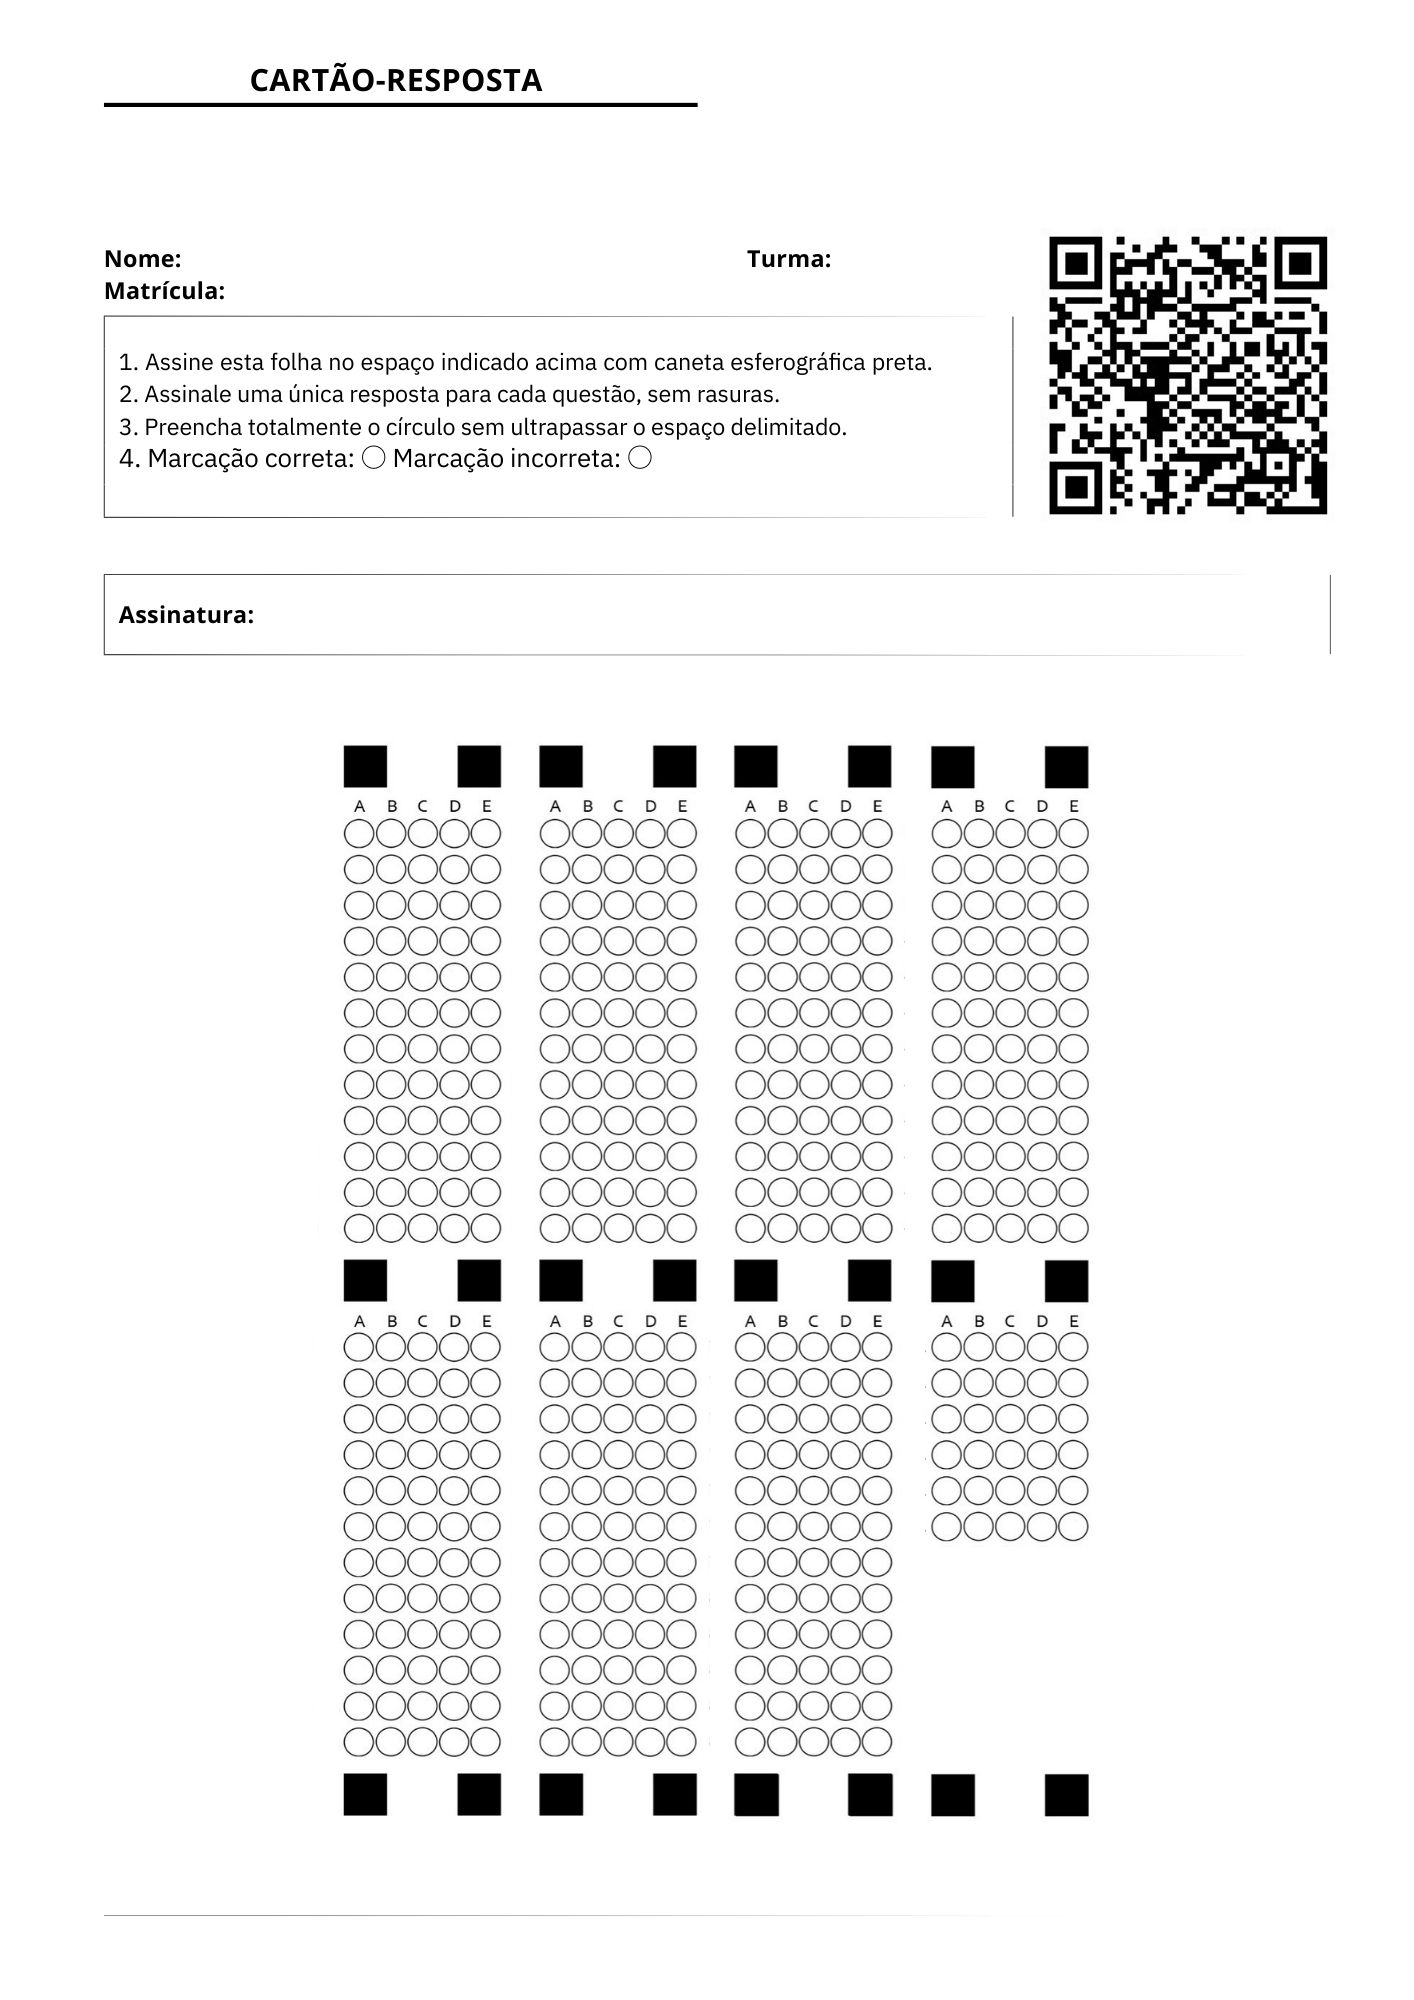 CARTÃO-RESPOSTA
Nome: Turma:
Matrícula:
1. Assine esta folha no espaço indicado acima com caneta esferográfica preta.
2. Assinale uma única resposta para cada questão, sem rasuras.
3. Preencha totalmente o círculo sem ultrapassar o espaço delimitado.
4. Marcação correta: Marcação incorreta:
Assinatura:
A B C D E A B C D E A B C D E A B C D E
A B C D E A B C D E A B C D E A B C D E